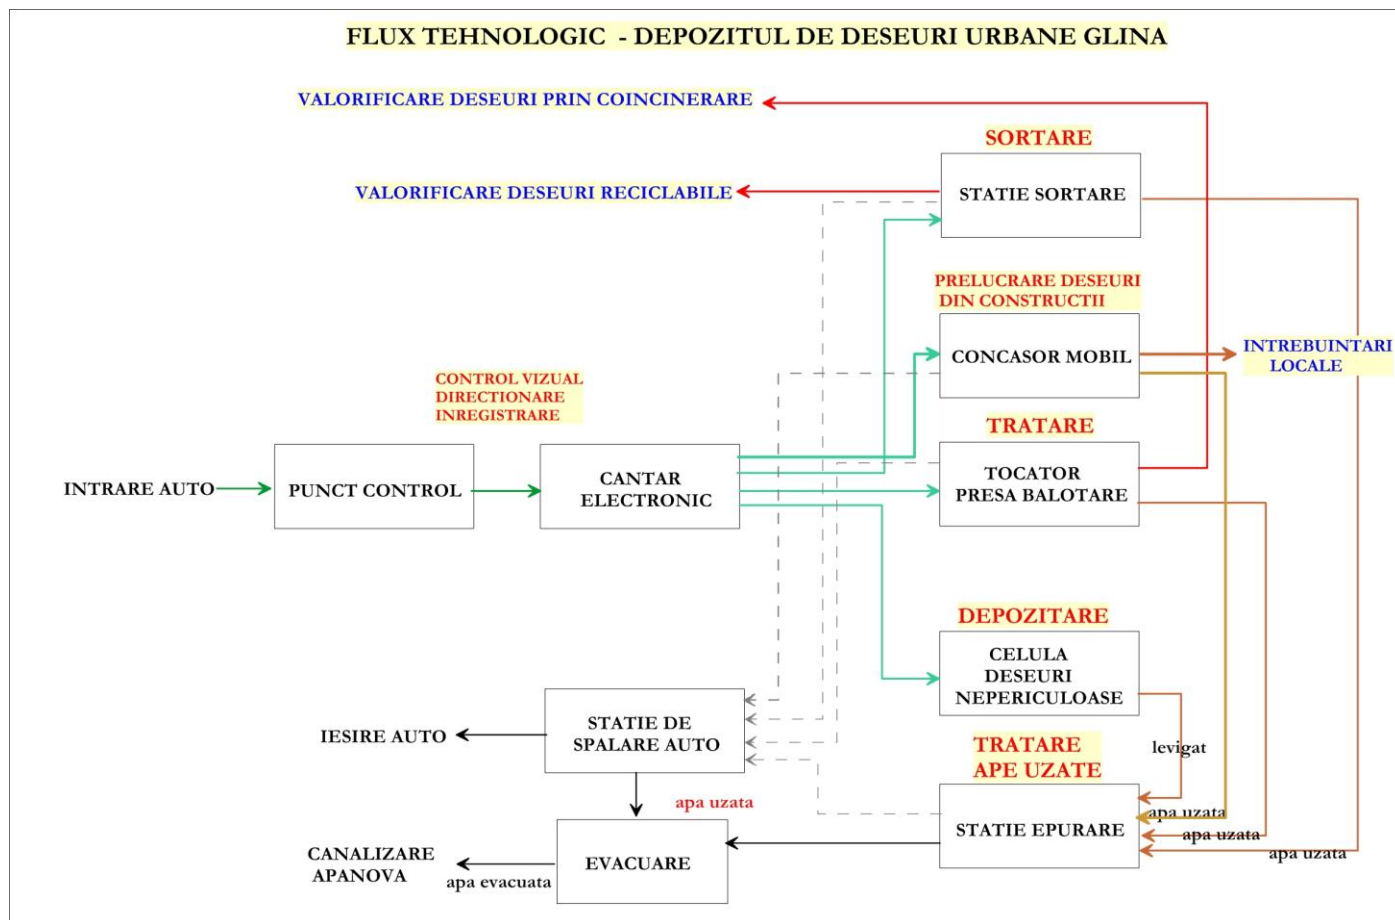 FLUX TEHNOLOGIC - DEPOZITUL DE DESEURI URBANE GLINA
VALORIFICARE DESEURI PRIN COINCINERARE
SORTARE
VALORIFICARE DESEURI RECICLABILE
STATIE SORTARE
PRELUCRARE DESEURI
DIN CONSTRUCTII
CONCASOR MOBIL
INTREBUINTARI
LOCALE
CONTROL VIZUAL
DIRECTIONARE
INREGISTRARE
TRATARE
INTRARE AUTO
PUNCT CONTROL
CANTAR
ELECTRONIC
TOCATOR
PRESA BALOTARE
DEPOZITARE
CELULA
DESEURI
NEPERICULOASE
IESIRE AUTO
STATIE DE
SPALARE AUTO
levigat
TRATARE
APE UZATE
apa uzata
STATIE EPURARE
apa uzata
apa uzata
apa uzata
EVACUARE
CANALIZARE
APANOVA
apa evacuata